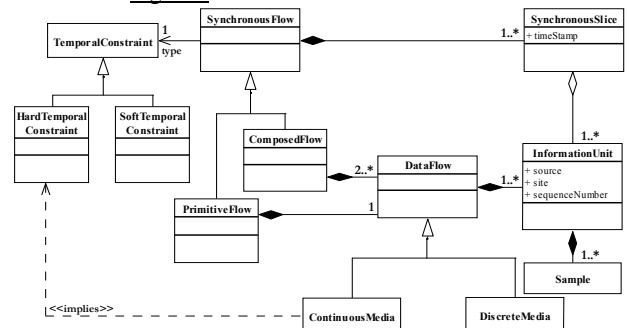 SynchronousFlow
SynchronousSlice
+ timeStamp
TemporalConstraint
1
type
1..*
HardTemporal
Constraint
SoftTemporal
Constraint
ComposedFlow
2..*
DataFlow
1..*
1..*
InformationUnit
+ source
+ site
+ sequenceNumber
PrimitiveFlow
1
1..*
Sample
<<implies>>
ContinuousMedia
DiscreteMedia